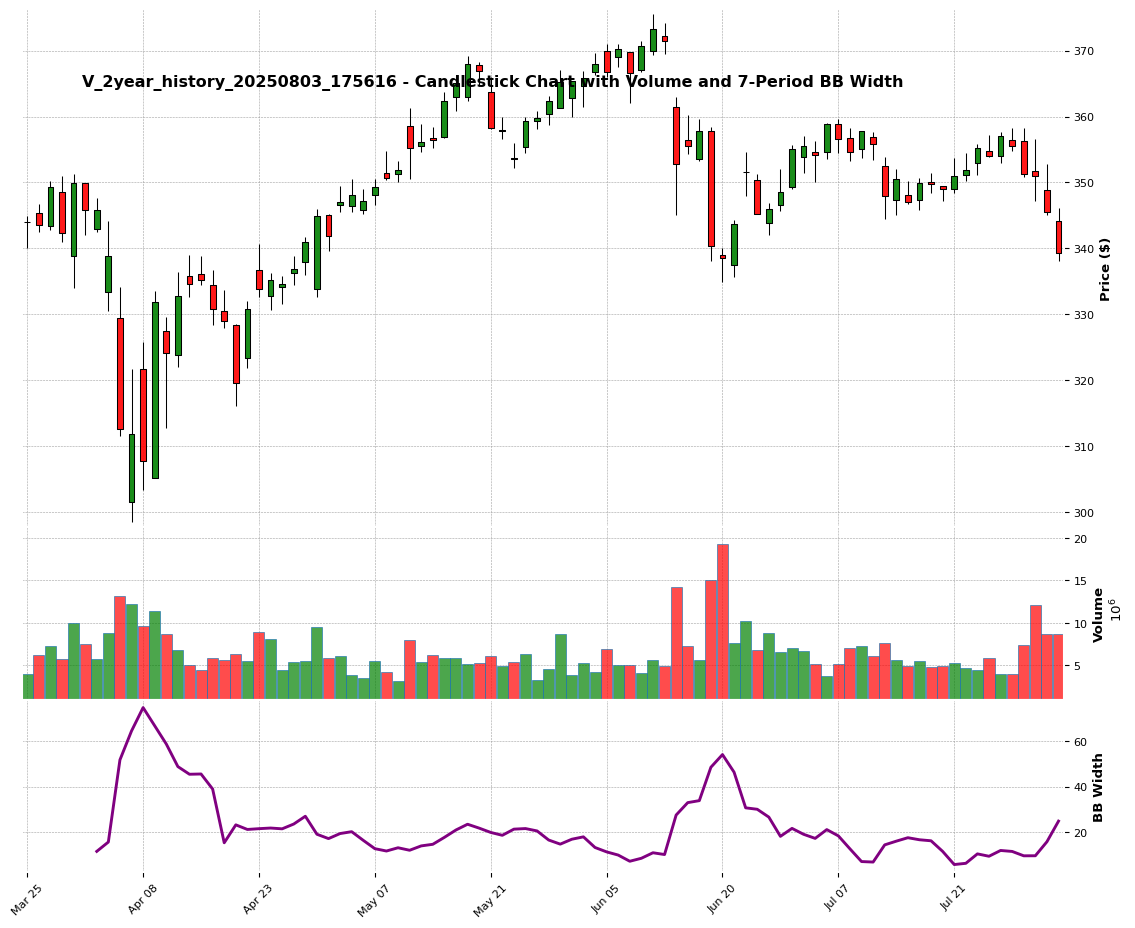 V_2year_history_20250803_175616 - Candlestick Chart with Volume and 7-Period BB Width
370
360
350
340
330
320
310
300
Price ($)
20
15
10
5
Volume
10^6
60
40
20
BB Width
Mar 25
Apr 08
Apr 23
May 07
May 21
Jun 05
Jun 20
Jul 07
Jul 21